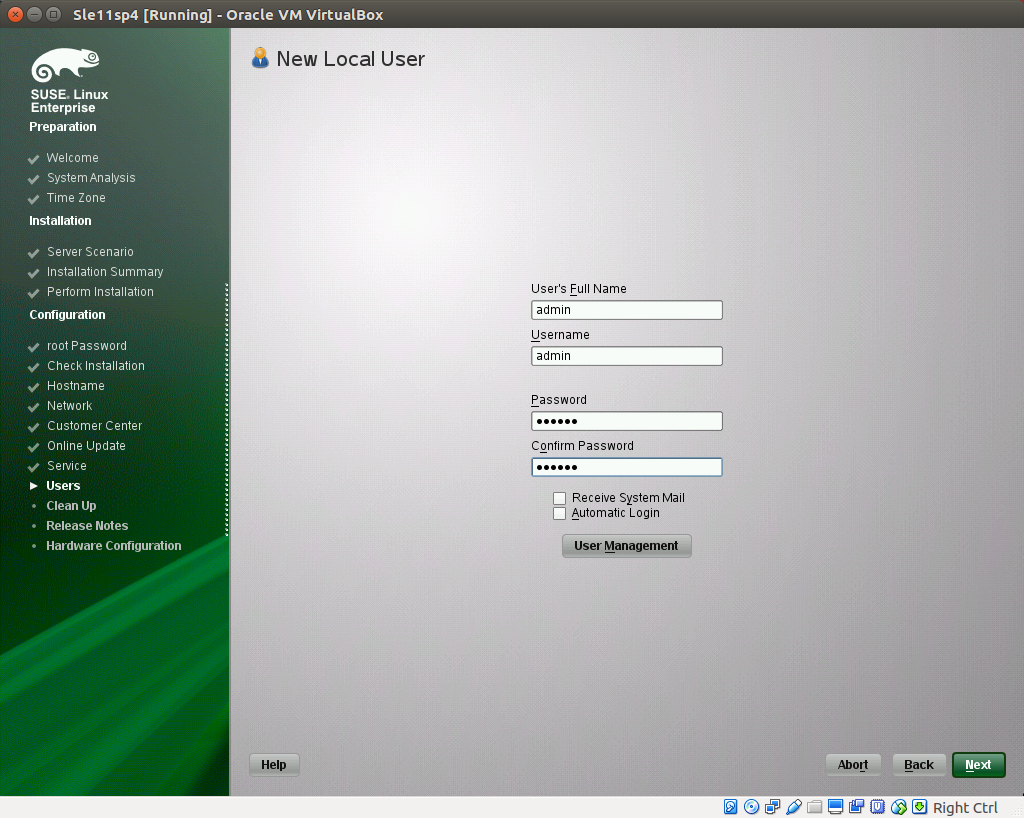 Sle11sp4 [Running] - Oracle VM VirtualBox
SUSE. Linux
Enterprise
Preparation
Welcome
System Analysis
Time Zone
Installation
Server Scenario
Installation Summary
Perform Installation
Configuration
root Password
Check Installation
Hostname
Network
Customer Center
Online Update
Service
Users
Clean Up
Release Notes
Hardware Configuration
New Local User
User's Full Name
admin
Username
admin
Password
••••••
Confirm Password
••••••
Receive System Mail
Automatic Login
User Management
Help
Abort
Back
Next
Right Ctrl